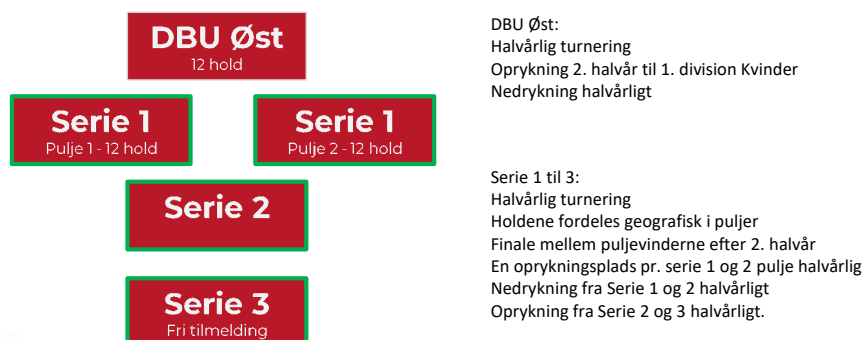 DBU Øst
12 hold
Serie 1
Pulje 1 - 12 hold
Serie 1
Pulje 2 - 12 hold
Serie 2
Serie 3
Fri tilmelding
DBU Øst:
Halvårlig turnering
Oprykning 2. halvår til 1. division Kvinder
Nedrykning halvårligt
Serie 1 til 3:
Halvårlig turnering
Holdene fordeles geografisk i puljer
Finale mellem puljevinderne efter 2. halvår
En oprykningsplads pr. serie 1 og 2 pulje halvårlig
Nedrykning fra Serie 1 og 2 halvårligt
Oprykning fra Serie 2 og 3 halvårligt.